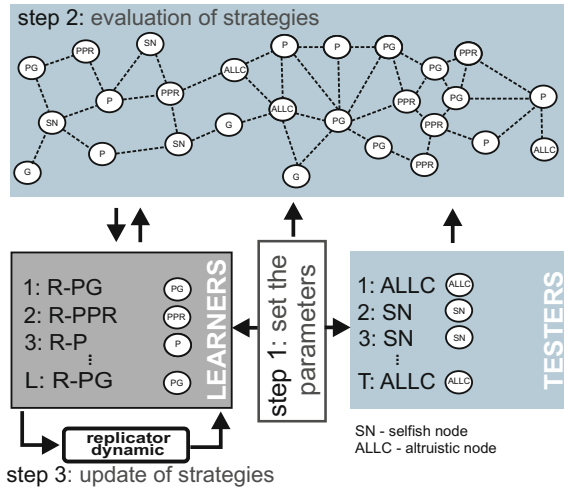 step 2: evaluation of strategies
SN
P
P
PG
PPR
PPR
PG
ALLC
PG
PPR
P
PPR
PG
P
ALLC
SN
G
PG
PPR
SN
P
PG
P
ALLC
PPR
G
G
1: R-PG
PG
2: R-PPR
PPR
3: R-P
P
L: R-PG
PG
LEARNERS
replicator
dynamic
step 3: update of strategies
step 1: set the
parameters
1: ALLC
ALLC
2: SN
SN
3: SN
SN
T: ALLC
ALLC
TESTERS
SN - selfish node
ALLC - altruistic node